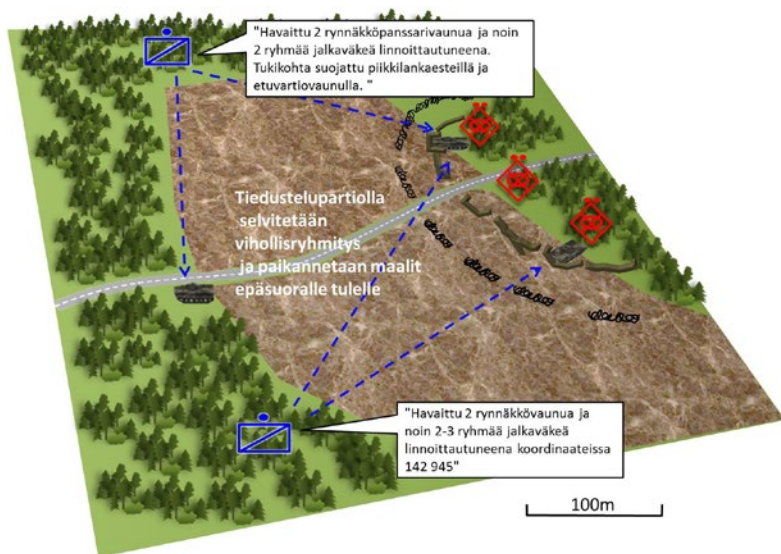 "Havaittu 2 rynnäkköpanssarivaunua ja noin
2 ryhmää jalkaväkeä linnoittautuneena.
Tukikohta suojattu piikkilankaesteillä ja
etuvartiovaunulla. "
Tiedustelupartiolla
selvitetään
vihollisryhmitys
ja paikannetaan maalit
epäsuoralle tulelle
"Havaittu 2 rynnäkkövaunua ja
noin 2-3 ryhmää jalkaväkeä
linnoittautuneena koordinaateissa
142 945"
100m